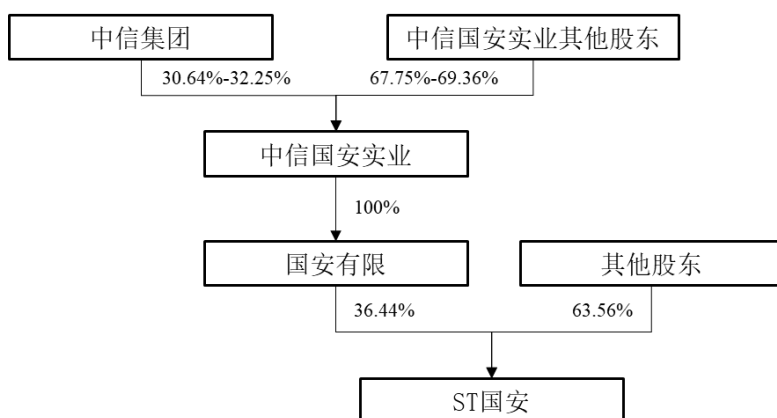 中信集团
中信国安实业其他股东
30.64%-32.25%
67.75%-69.36%
中信国安实业
100%
国安有限
其他股东
36.44%
63.56%
ST国安